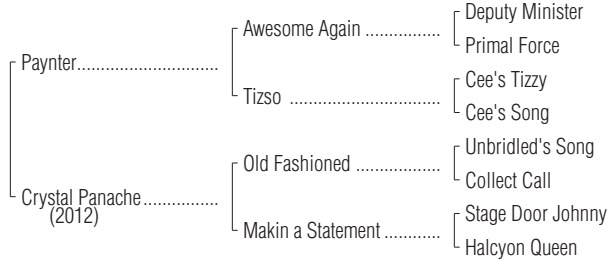 Deputy Minister
Awesome Again ................
Primal Force
Paynter..............................
Cee's Tizzy
Tizso ................................
Cee's Song
Unbridled's Song
Old Fashioned ..................
Collect Call
Crystal Panache................
(2012)
Stage Door Johnny
Makin a Statement ............
Halcyon Queen